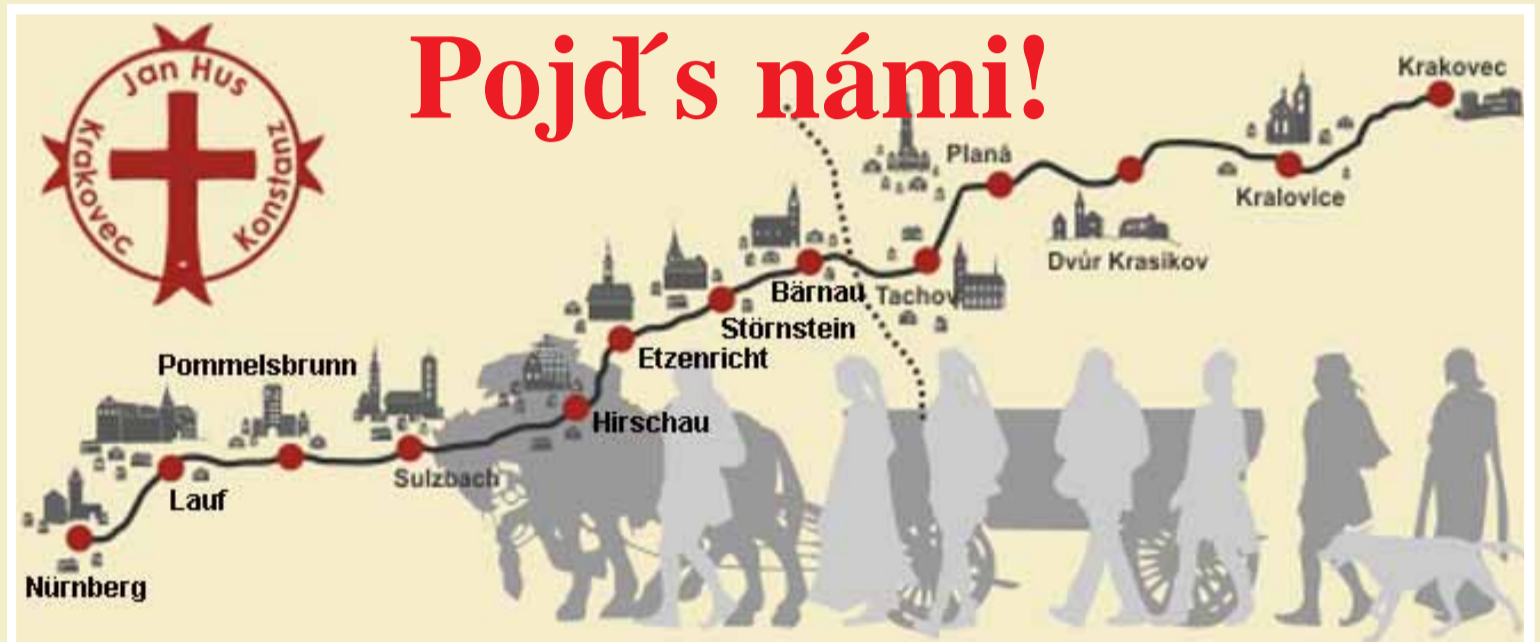 Pojd´s námi!
Jan Hus
Krakovec
Konstanz
Krakovec
Planá
Kralovice
Dvůr Krasikov
Bärnau
Tachov
Störnstein
Etzenricht
Pommelsbrunn
Hirschau
Sulzbach
Lauf
Nürnberg